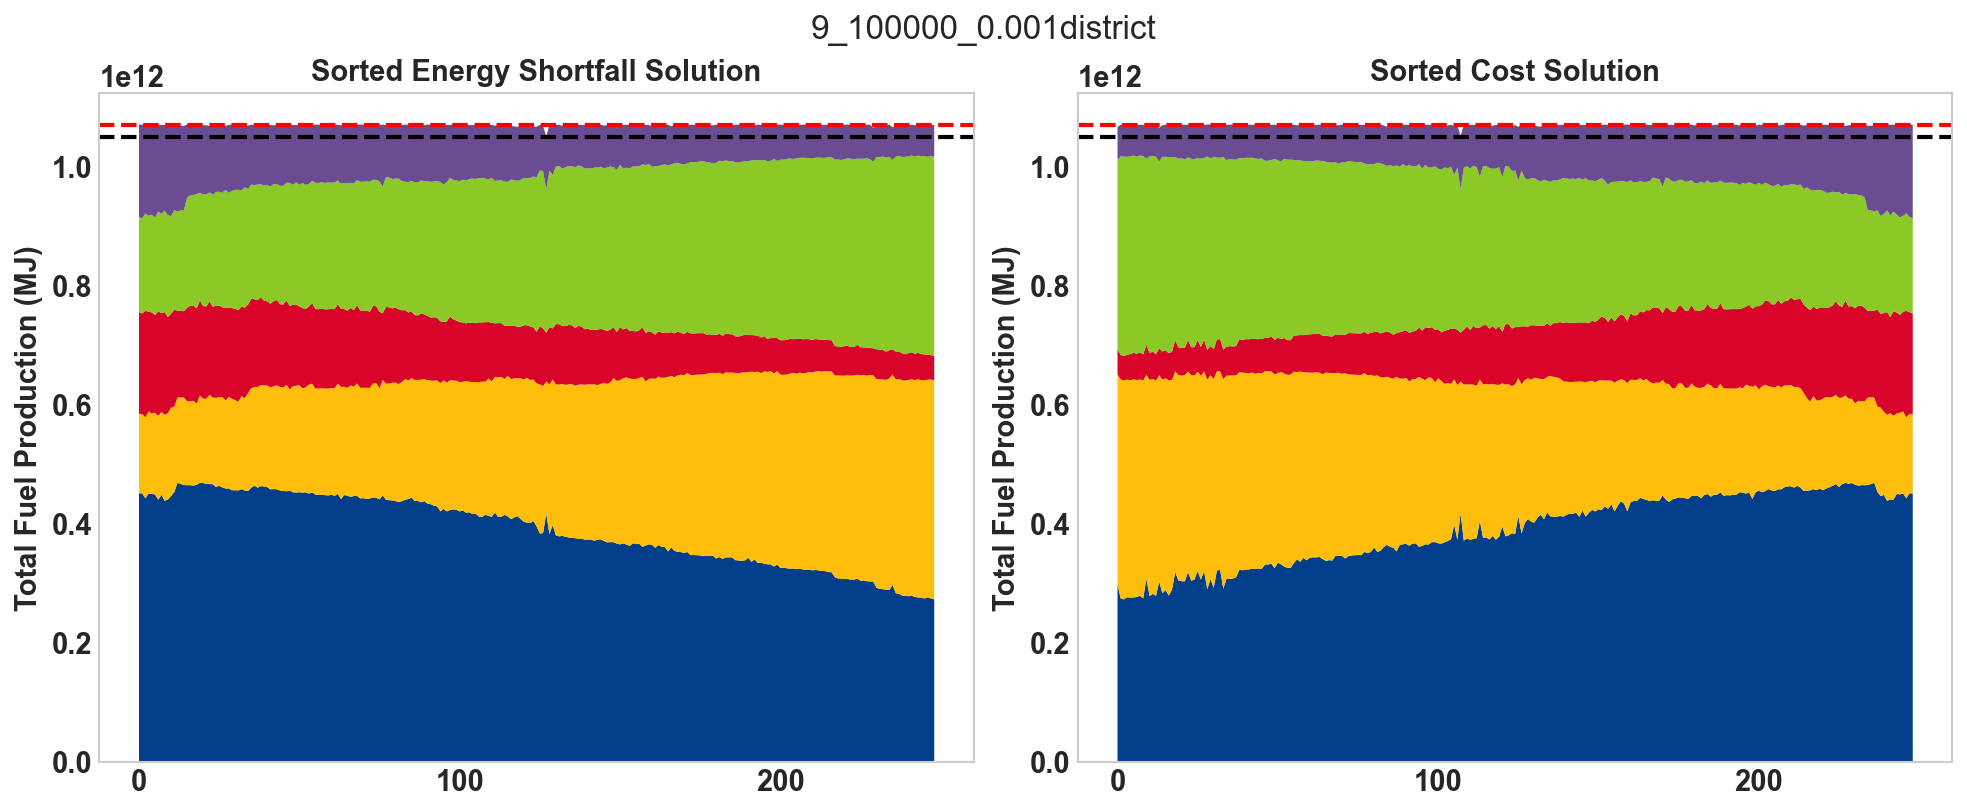 9_100000_0.001district
Sorted Energy Shortfall Solution
1e12
Total Fuel Production (MJ)
1.0
0.8
0.6
0.4
0.2
0.0
0 100 200
Sorted Cost Solution
1e12
Total Fuel Production (MJ)
1.0
0.8
0.6
0.4
0.2
0.0
0 100 200